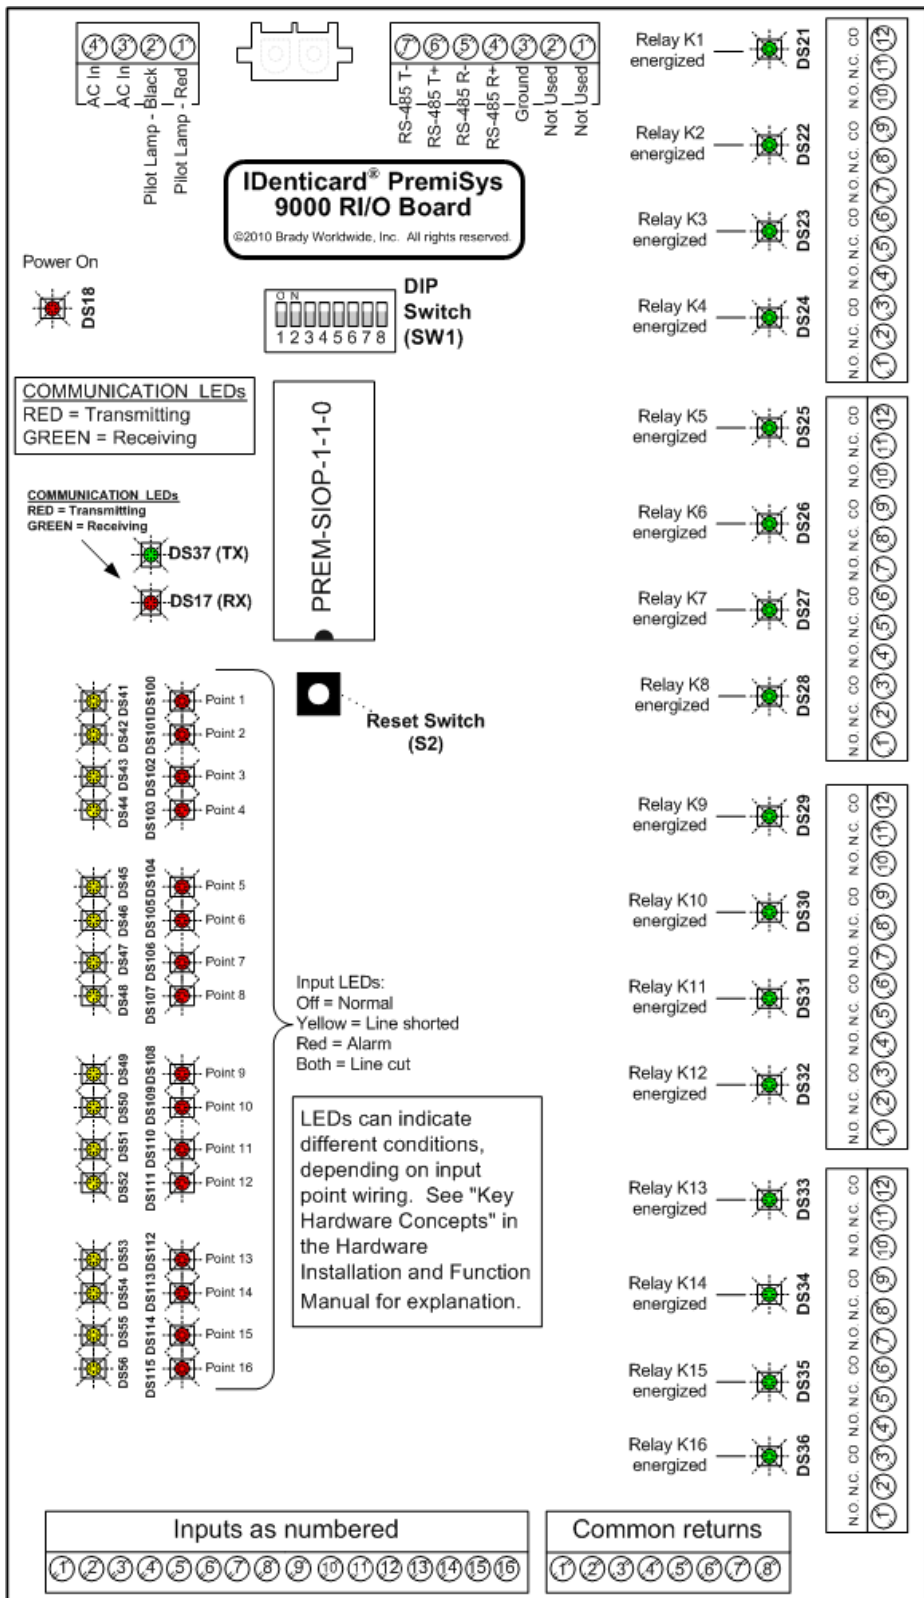 4 3 2 1
AC In
AC In
Pilot Lamp - Black
Pilot Lamp - Red
7 6 5 4 3 2 1
RS-485 T-
RS-485 T+
RS-485 R-
RS-485 R+
Ground
Not Used
Not Used
IDenticard® PremiSys
9000 RI/O Board
©2010 Brady Worldwide, Inc. All rights reserved.
Power On
DS18
O N
1 2 3 4 5 6 7 8
DIP
Switch
(SW1)
COMMUNICATION LEDs
RED = Transmitting
GREEN = Receiving
COMMUNICATION LEDs
RED = Transmitting
GREEN = Receiving
DS37 (TX)
DS17 (RX)
PREM-SIOP-1-1-0
Reset Switch
(S2)
DS41 DS100 Point 1
DS42 DS101 Point 2
DS43 DS102 Point 3
DS44 DS103 Point 4
DS45 DS104 Point 5
DS46 DS105 Point 6
DS47 DS106 Point 7
DS48 DS107 Point 8
DS49 DS108 Point 9
DS50 DS109 Point 10
DS51 DS110 Point 11
DS52 DS111 Point 12
DS53 DS112 Point 13
DS54 DS113 Point 14
DS55 DS114 Point 15
DS56 DS115 Point 16
Input LEDs:
Off = Normal
Yellow = Line shorted
Red = Alarm
Both = Line cut
LEDs can indicate
different conditions,
depending on input
point wiring. See "Key
Hardware Concepts" in
the Hardware
Installation and Function
Manual for explanation.
Relay K1
energized
DS21
Relay K2
energized
DS22
Relay K3
energized
DS23
Relay K4
energized
DS24
N.O. N.C. CO N.O. N.C. CO N.O. N.C. CO N.O. N.C. CO
1 2 3 4 5 6 7 8 9 10 11 12
Relay K5
energized
DS25
Relay K6
energized
DS26
Relay K7
energized
DS27
Relay K8
energized
DS28
N.O. N.C. CO N.O. N.C. CO N.O. N.C. CO N.O. N.C. CO
1 2 3 4 5 6 7 8 9 10 11 12
Relay K9
energized
DS29
Relay K10
energized
DS30
Relay K11
energized
DS31
Relay K12
energized
DS32
N.O. N.C. CO N.O. N.C. CO N.O. N.C. CO N.O. N.C. CO
1 2 3 4 5 6 7 8 9 10 11 12
Relay K13
energized
DS33
Relay K14
energized
DS34
Relay K15
energized
DS35
Relay K16
energized
DS36
N.O. N.C. CO N.O. N.C. CO N.O. N.C. CO N.O. N.C. CO
1 2 3 4 5 6 7 8 9 10 11 12
Inputs as numbered
1 2 3 4 5 6 7 8 9 10 11 12 13 14 15 16
Common returns
1 2 3 4 5 6 7 8